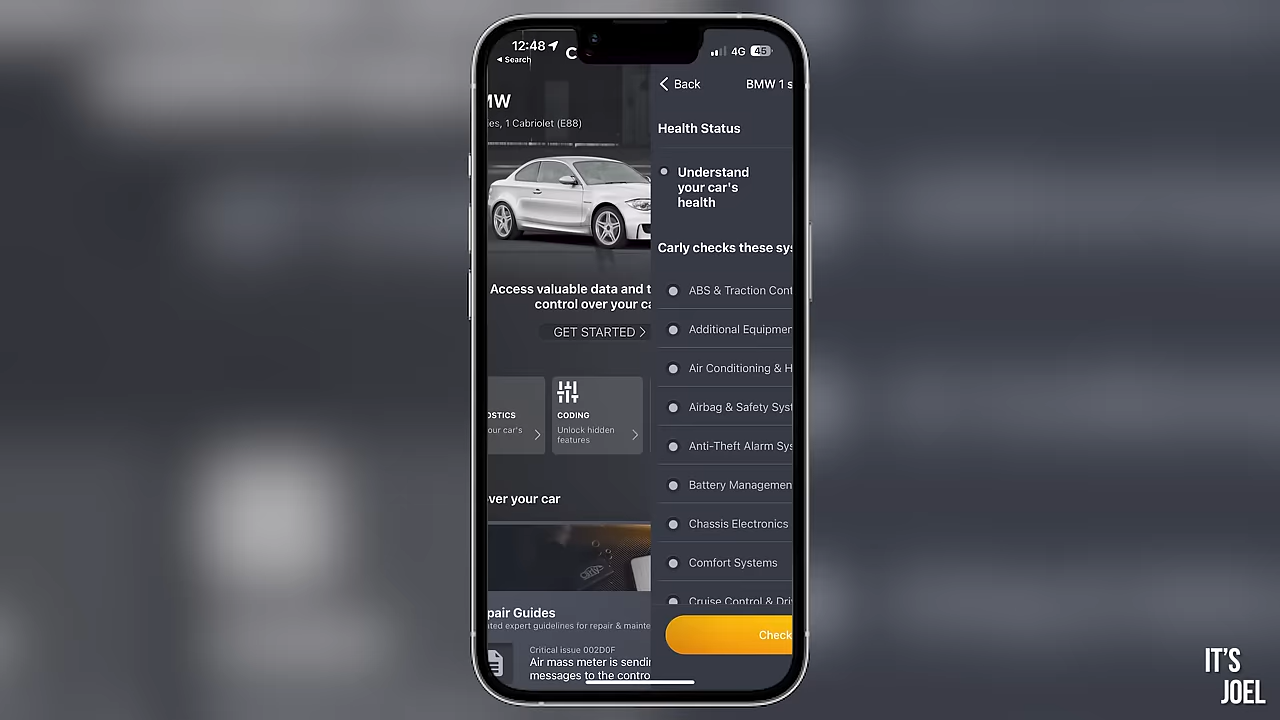 12:48
Search
C
4G 45
MW
es, 1 Cabriolet (E88)
Access valuable data and t
control over your ca
GET STARTED
OSTICS
our car's
CODING
Unlock hidden
features
ver your car
pair Guides
ted expert guidelines for repair & mainte
Critical issue 002D0F
Air mass meter is sendi
messages to the contro
Back
BMW 1 s
Health Status
Understand
your car's
health
Carly checks these sys
ABS & Traction Cont
Additional Equipmen
Air Conditioning & H
Airbag & Safety Syst
Anti-Theft Alarm Sys
Battery Managemen
Chassis Electronics
Comfort Systems
Cruise Control & Dri
Check
IT'S
JOEL